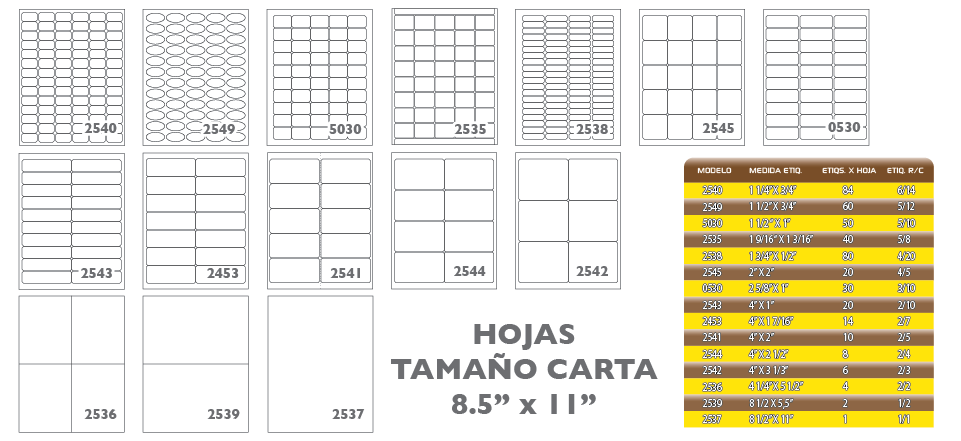 2540
2549
5030
2535
2538
2545
0530
2543
2453
2541
2544
2542
2536
2539
2537
HOJAS
TAMAÑO CARTA
8.5” x 11”
MODELO MEDIDA ETIQ. ETIQS. X HOJA ETIQ. R/C
2540 1 1/4” X 3/4” 84 6/14
2549 1 1/2” X 3/4” 60 5/12
5030 1 1/2” X 1” 50 5/10
2535 1 9/16” X 1 3/16” 40 5/8
2538 1 3/4” X 1/2” 80 4/20
2545 2” X 2” 20 4/5
0530 2 5/8” X 1” 30 3/10
2543 4” X 1” 20 2/10
2453 4” X 1 7/16” 14 2/7
2541 4” X 2” 10 2/5
2544 4” X 2 1/2” 8 2/4
2542 4” X 3 1/3” 6 2/3
2536 4 1/4” X 5 1/2” 4 2/2
2539 8 1/2 X 5,5” 2 1/2
2537 8 1/2” X 11” 1 1/1